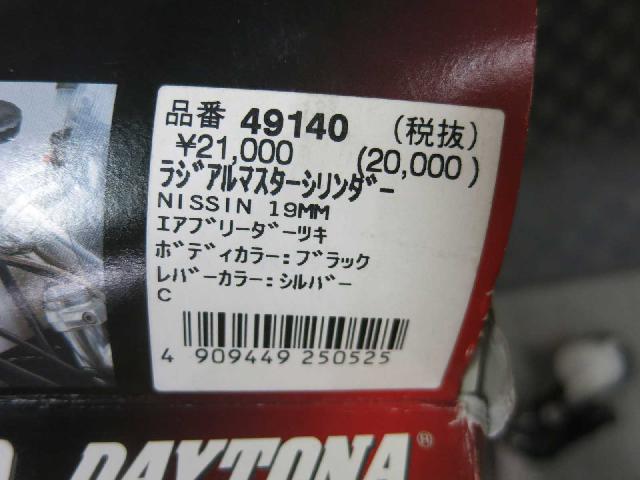 品番 49140 (税抜)
¥21,000 (20,000)
ラジアルマスターシリンダー
NISSIN 19MM
エアブリーダーツキ
ボディカラー:ブラック
レバーカラー:シルバー
C
4 909449 250525
DAYTONA®